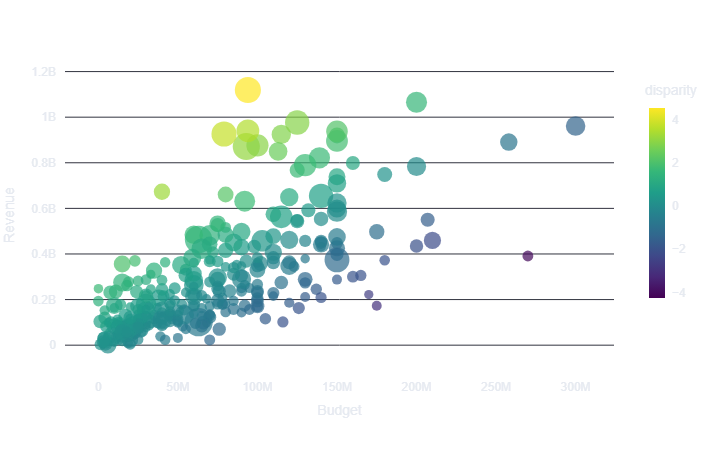 disparity
1.2B
1B
0.8B
0.6B
0.4B
0.2B
0
Revenue
4
2
0
−2
−4
0
50M
100M
150M
200M
250M
300M
Budget